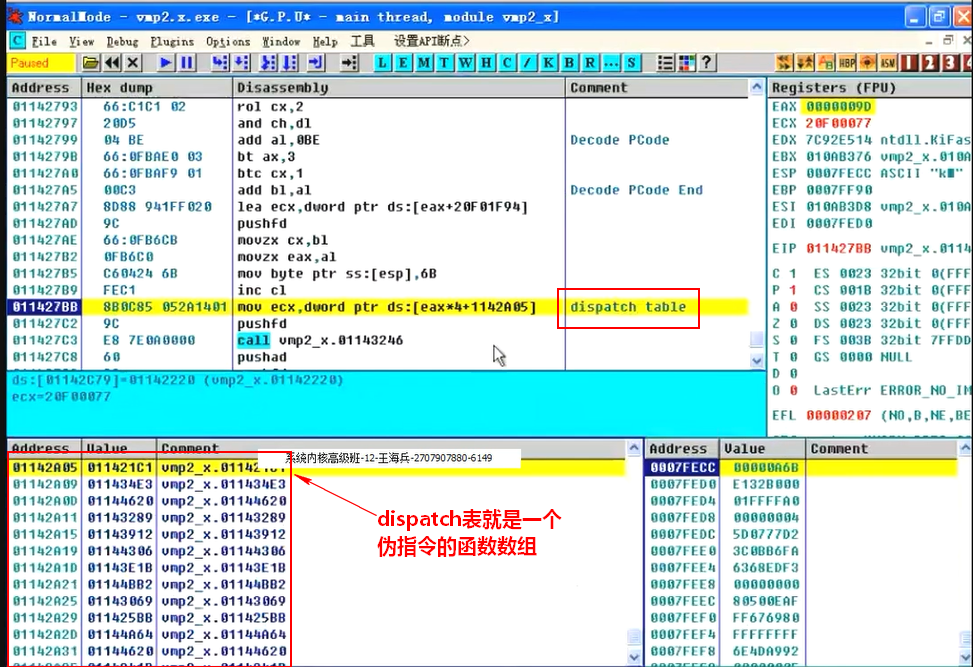 NormalMode - vmp2.x.exe - [*G.P.U* - main thread, module vmp2_x]
File View Debug Plugins Options Window Help 工具 设置API断点>
Paused L E M T W H C / K B R ... S ? HBP ASM 1 2 3 4
Address Hex dump Disassembly Comment
01142793 66:C1C1 02 rol cx,2
01142797 20D5 and ch,dl
01142799 04 BE add al,0BE Decode PCode
0114279B 66:0FBAE0 03 bt ax,3
011427A0 66:0FBAF9 01 btc cx,1
011427A5 00C3 add bl,al Decode PCode End
011427A7 8D88 941FF020 lea ecx,dword ptr ds:[eax+20F01F94]
011427AD 9C pushfd
011427AE 66:0FB6CB movzx cx,bl
011427B2 0FB6C0 movzx eax,al
011427B5 C60424 6B mov byte ptr ss:[esp],6B
011427B9 FEC1 inc cl
011427BB 8B0C85 052A1401 mov ecx,dword ptr ds:[eax*4+1142A05] dispatch table
011427C2 9C pushfd
011427C3 E8 7E0A0000 call vmp2_x.01143246
011427C8 60 pushad
ds:[01142C79]=01142220 (vmp2_x.01142220)
ecx=20F00077
Registers (FPU)
EAX 0000009D
ECX 20F00077
EDX 7C92E514 ntdll.KiFas
EBX 010AB376 vmp2_x.010A
ESP 0007FECC ASCII "k
EBP 0007FF90
ESI 010AB3D8 vmp2_x.010A
EDI 0007FED0
EIP 011427BB vmp2_x.0114
C 1 ES 0023 32bit 0(FFF
P 1 CS 001B 32bit 0(FFF
A 0 SS 0023 32bit 0(FFF
Z 0 DS 0023 32bit 0(FFF
S 0 FS 003B 32bit 7FFDD
T 0 GS 0000 NULL
D 0
O 0 LastErr ERROR_NO_IM
EFL 00000207 (NO,B,NE,BE
Address Value Comment
系统内核高级班-12-王海兵-2707907880-6149
01142A05 011421C1 vmp2_x.011421C1
01142A09 011434E3 vmp2_x.011434E3
01142A0D 01144620 vmp2_x.01144620
01142A11 01143289 vmp2_x.01143289
01142A15 01143912 vmp2_x.01143912
01142A19 01144306 vmp2_x.01144306
01142A1D 01143E1B vmp2_x.01143E1B
01142A21 01144BB2 vmp2_x.01144BB2
01142A25 01143069 vmp2_x.01143069
01142A29 011425BB vmp2_x.011425BB
01142A2D 01144A64 vmp2_x.01144A64
01142A31 01144620 vmp2_x.01144620
dispatch表就是一个
伪指令的函数数组
Address Value Comment
0007FECC 00000A6B
0007FED0 E132B000
0007FED4 01FFFFA0
0007FED8 00000004
0007FEDC 5D0777D2
0007FEE0 3C0BB6FA
0007FEE4 6368EDF3
0007FEE8 00000000
0007FEEC 80500EAF
0007FEF0 FF676980
0007FEF4 FFFFFFFF
0007FEF8 6E4DA992